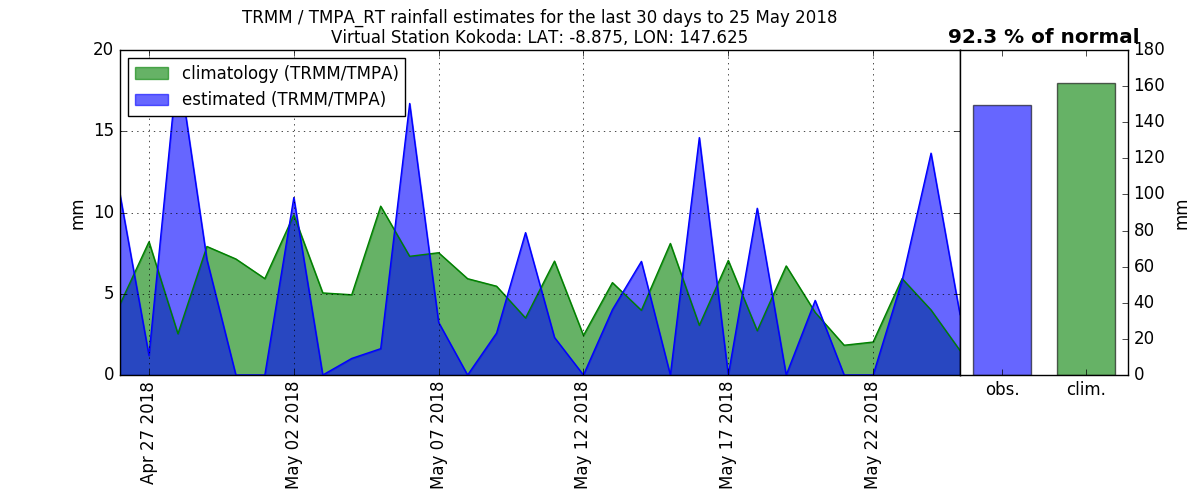 TRMM / TMPA_RT rainfall estimates for the last 30 days to 25 May 2018
Virtual Station Kokoda: LAT: -8.875, LON: 147.625
92.3 % of normal
climatology (TRMM/TMPA)
estimated (TRMM/TMPA)
mm
20
15
10
5
0
Apr 27 2018
May 02 2018
May 07 2018
May 12 2018
May 17 2018
May 22 2018
obs.
clim.
180
160
140
120
100
80
60
40
20
0
mm